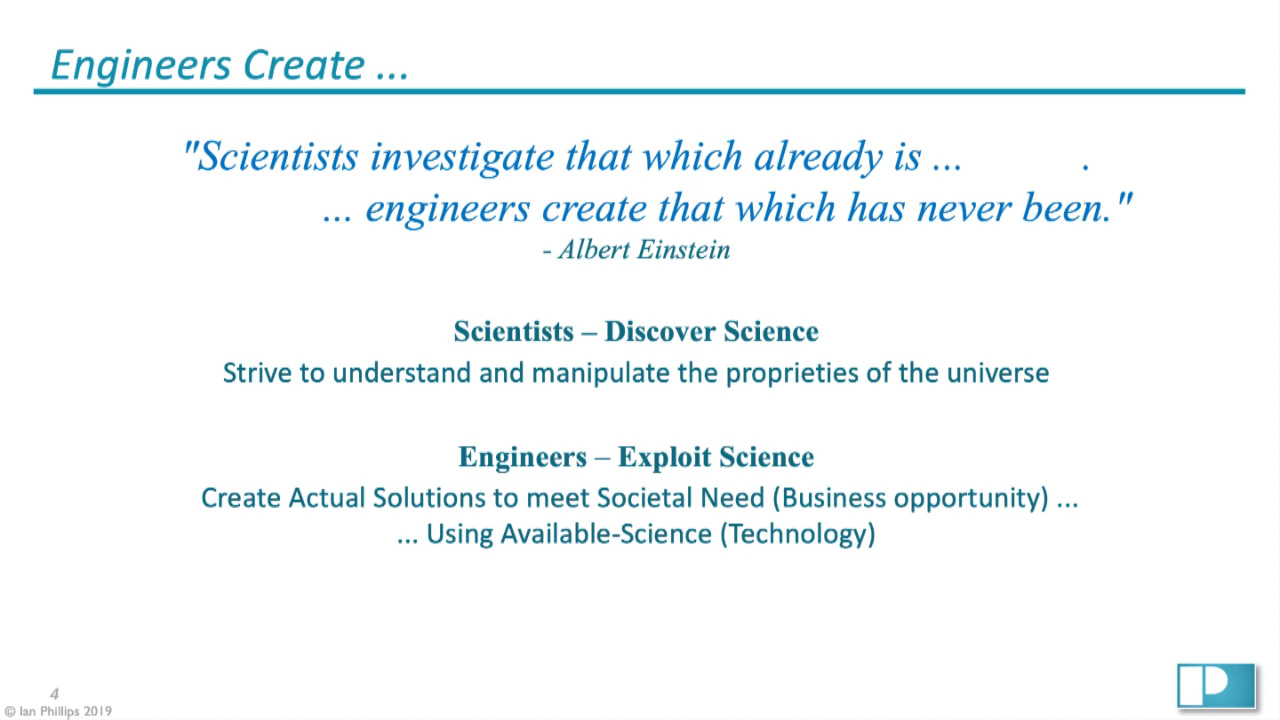 Engineers Create ...
"Scientists investigate that which already is ... .
... engineers create that which has never been."
- Albert Einstein
Scientists – Discover Science
Strive to understand and manipulate the proprieties of the universe
Engineers – Exploit Science
Create Actual Solutions to meet Societal Need (Business opportunity) ...
... Using Available-Science (Technology)
4
© Ian Phillips 2019
P